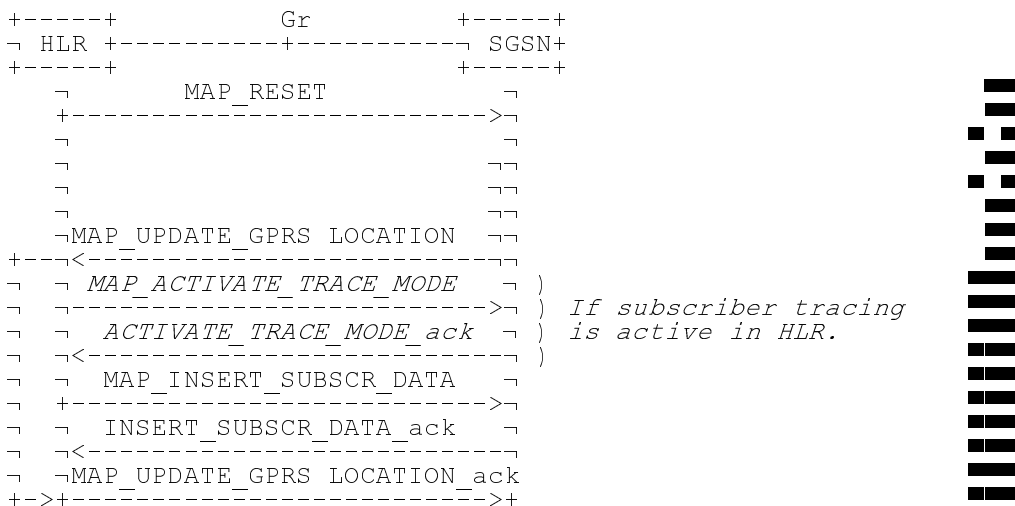 +-----+          Gr          +-----+
¬ HLR +----------+-----------¬ SGSN+
+-----+                      +-----+
   ¬       MAP_RESET           ¬
   +-------------------------->¬
   ¬                           ¬
   ¬                          ¬¬
   ¬                          ¬¬
   ¬                          ¬¬
   ¬MAP_UPDATE_GPRS LOCATION  ¬¬
+---¬<--------------------------¬¬
¬  ¬ MAP_ACTIVATE_TRACE_MODE   ¬ )
¬  ¬-------------------------->¬ ) If subscriber tracing
¬  ¬  ACTIVATE_TRACE_MODE_ack  ¬ ) is active in HLR.
¬  ¬<--------------------------¬ )
¬  ¬  MAP_INSERT_SUBSCR_DATA   ¬
¬  +-------------------------->¬
¬  ¬  INSERT_SUBSCR_DATA_ack   ¬
¬  ¬<--------------------------¬
¬  ¬MAP_UPDATE_GPRS LOCATION_ack
+->+-------------------------->+